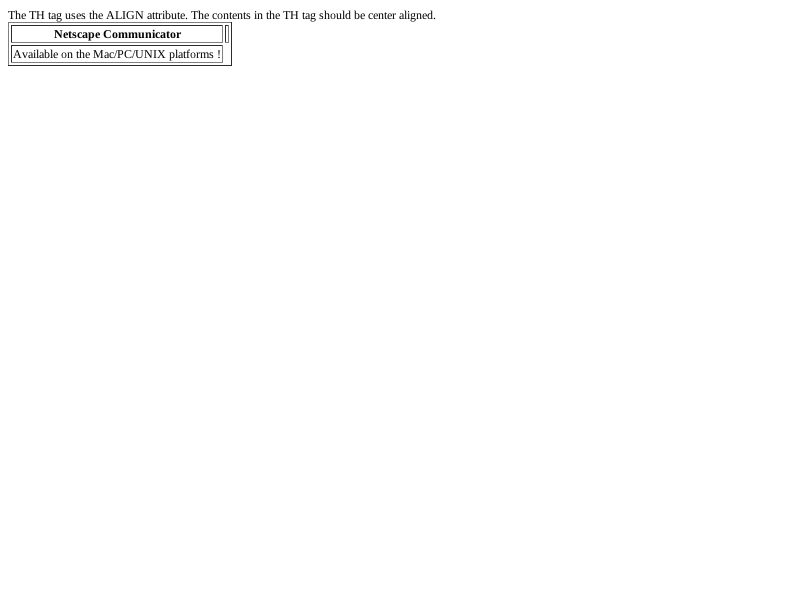 The TH tag uses the ALIGN attribute. The contents in the TH tag should be center aligned.
Netscape Communicator
Available on the Mac/PC/UNIX platforms !